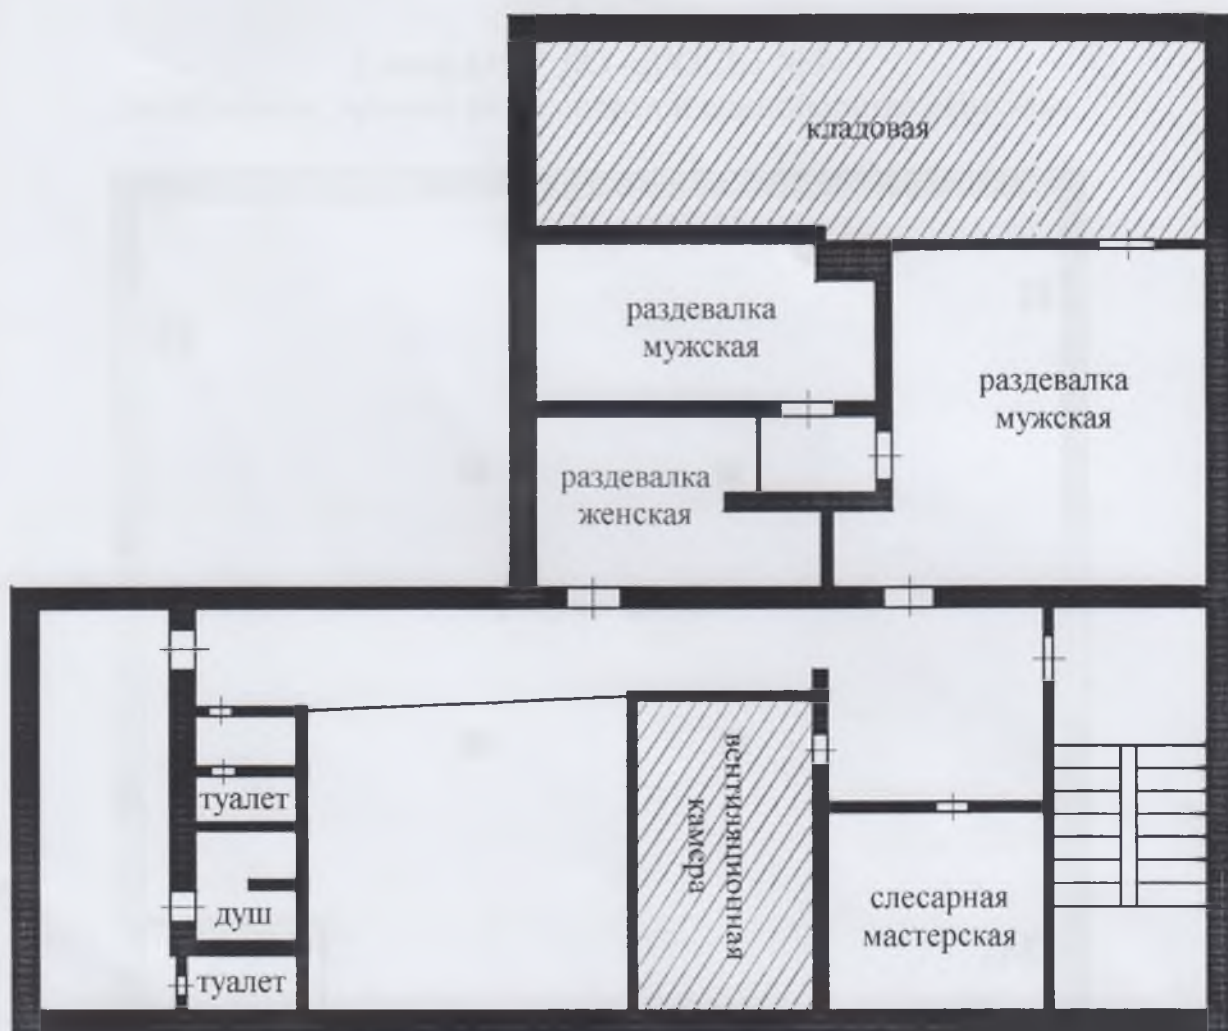 кладовая
раздевалка
мужская
раздевалка
мужская
раздевалка
женская
туалет
вентиляционная
камера
душ
слесарная
мастерская
туалет